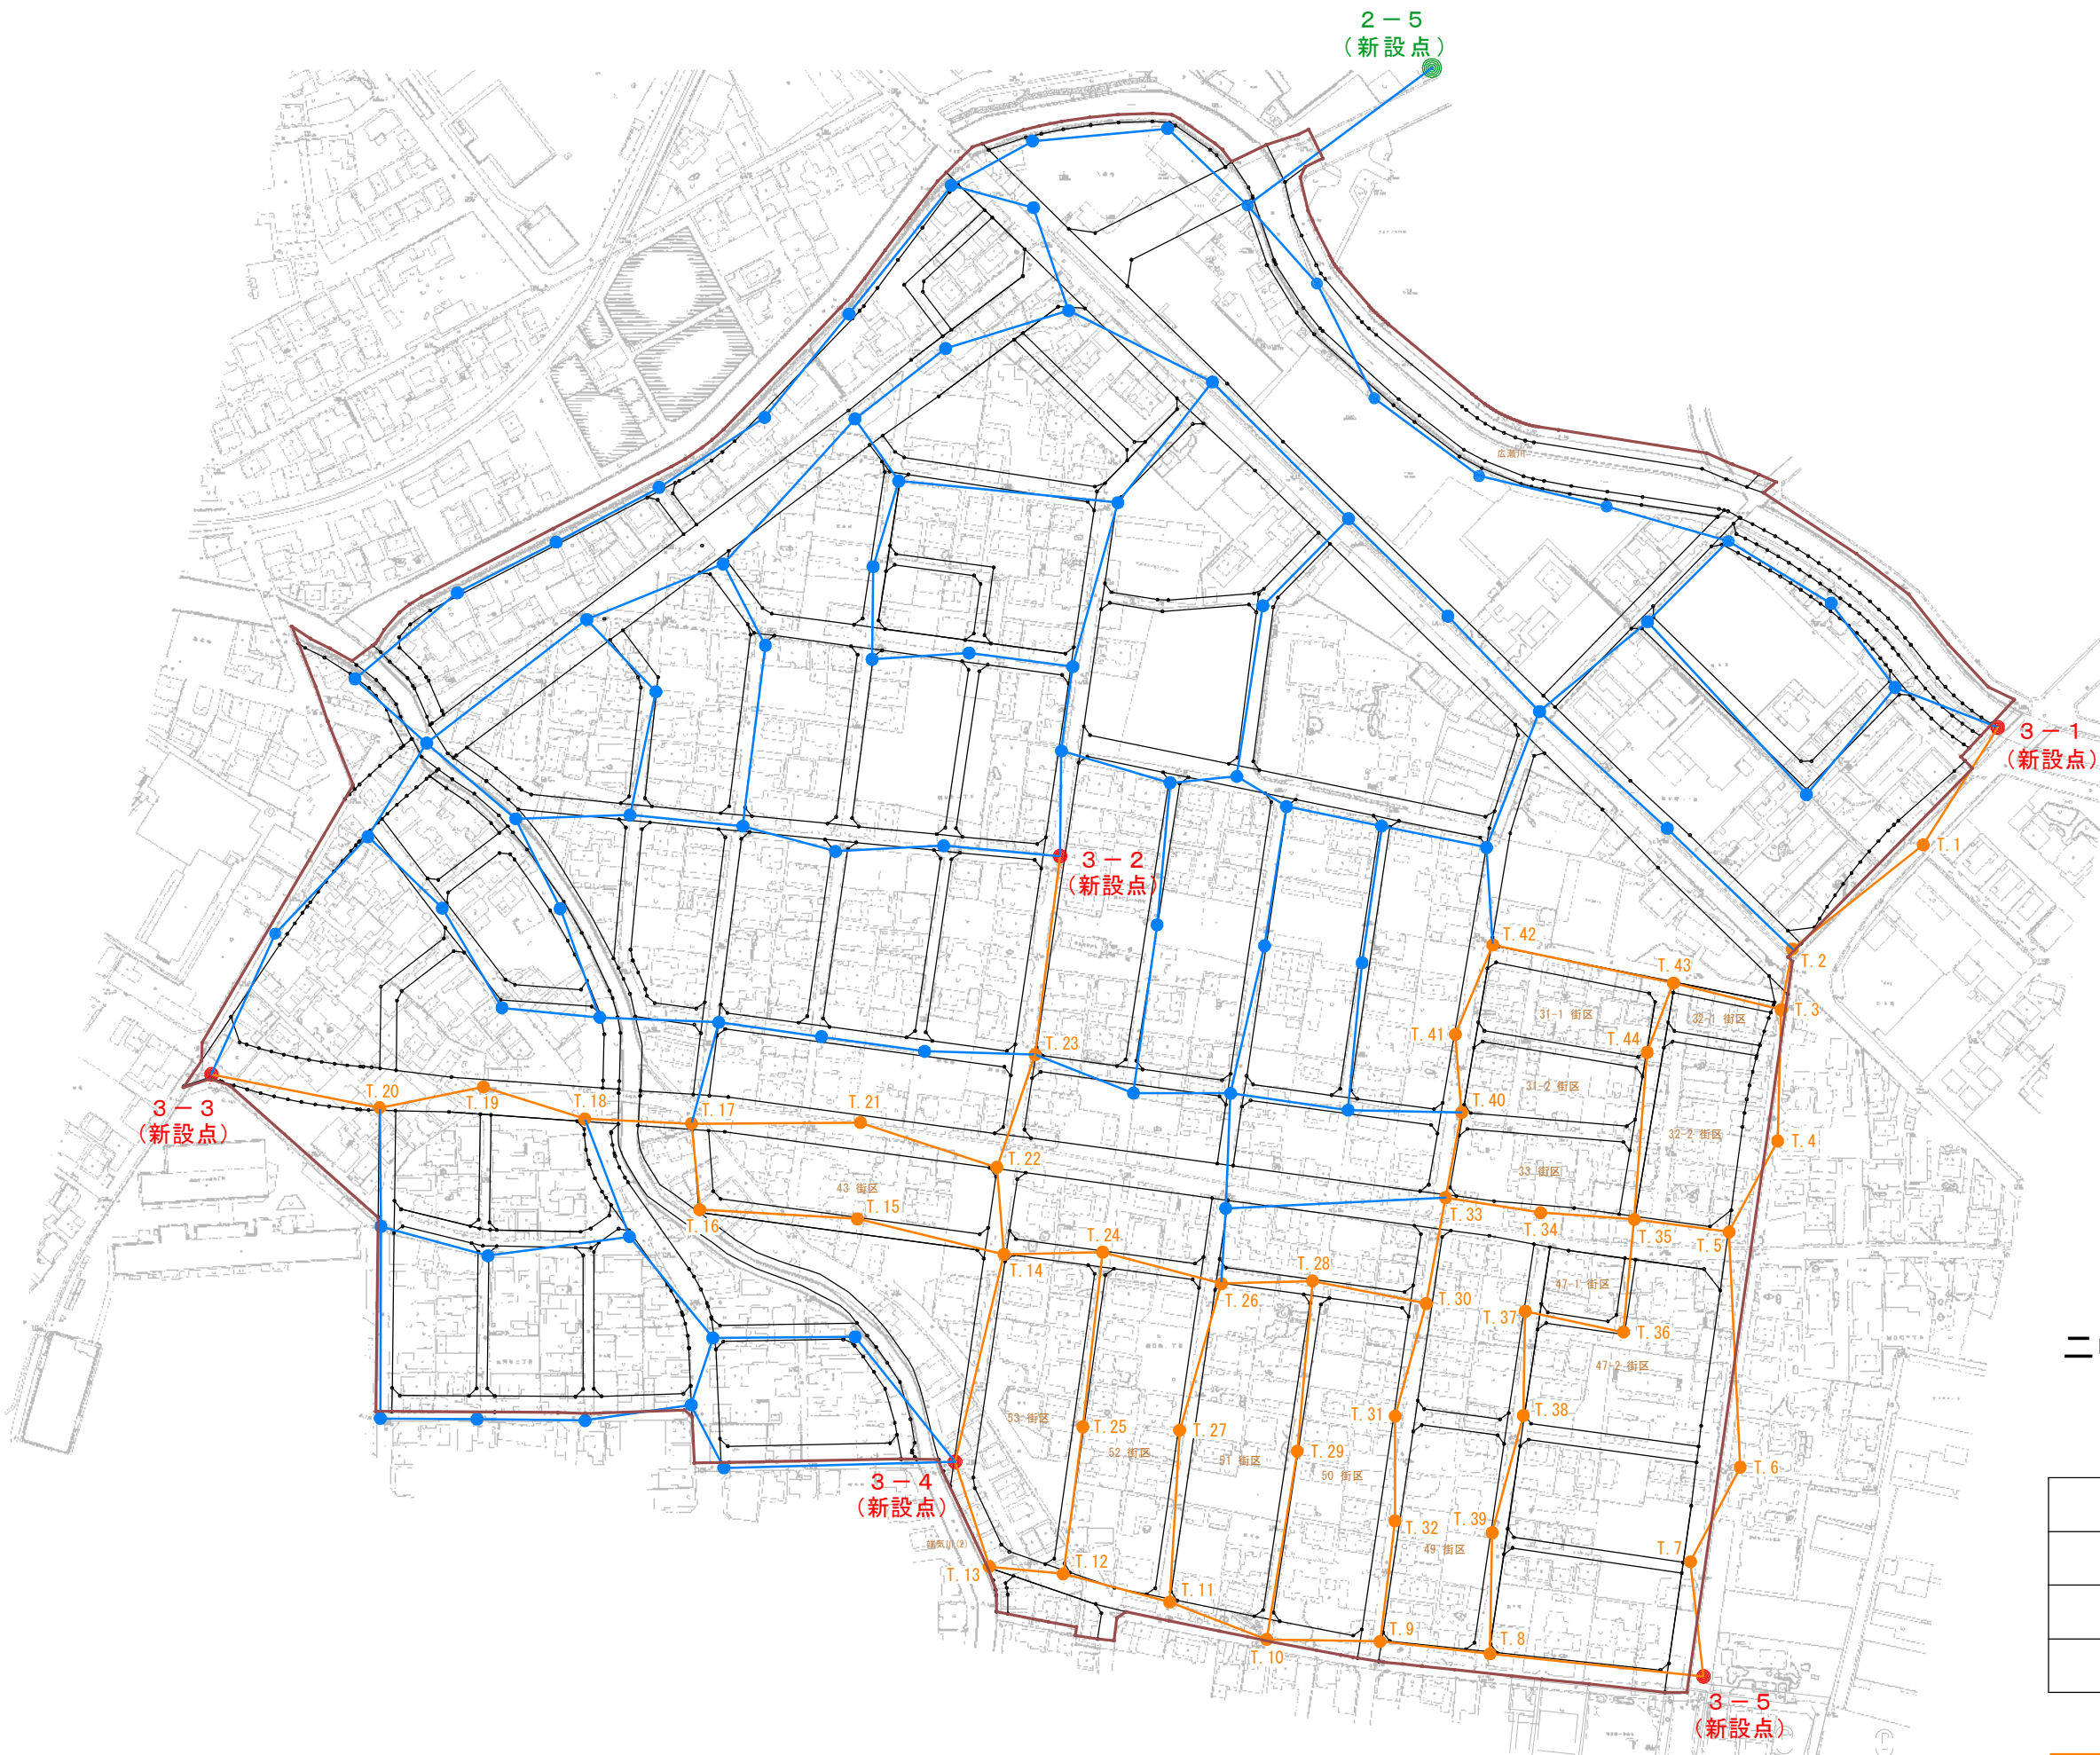 2－5
（新設点）
広瀬川
3－1
（新設点）
T. 1
3－2
（新設点）
T. 42
T. 2
T. 43
T. 3
31-1 街区
32-1 街区
T. 41
T. 44
T. 23
31-2 街区
T. 20
T. 19
T. 18
T. 17
T. 21
T. 40
3－3
（新設点）
32-2 街区
T. 4
T. 22
33 街区
43 街区
T. 15
T. 16
T. 33
T. 34
T. 35
T. 5
T. 24
T. 14
T. 28
T. 26
47-1 街区
T. 30
T. 37
T. 36
47-2 街区
53 街区
T. 25
T. 27
T. 31
T. 38
52 街区
51 街区
T. 29
50 街区
T. 6
3－4
（新設点）
T. 32
T. 39
49 街区
T. 7
T. 13
T. 12
T. 11
T. 9
T. 8
T. 10
3－5
（新設点）